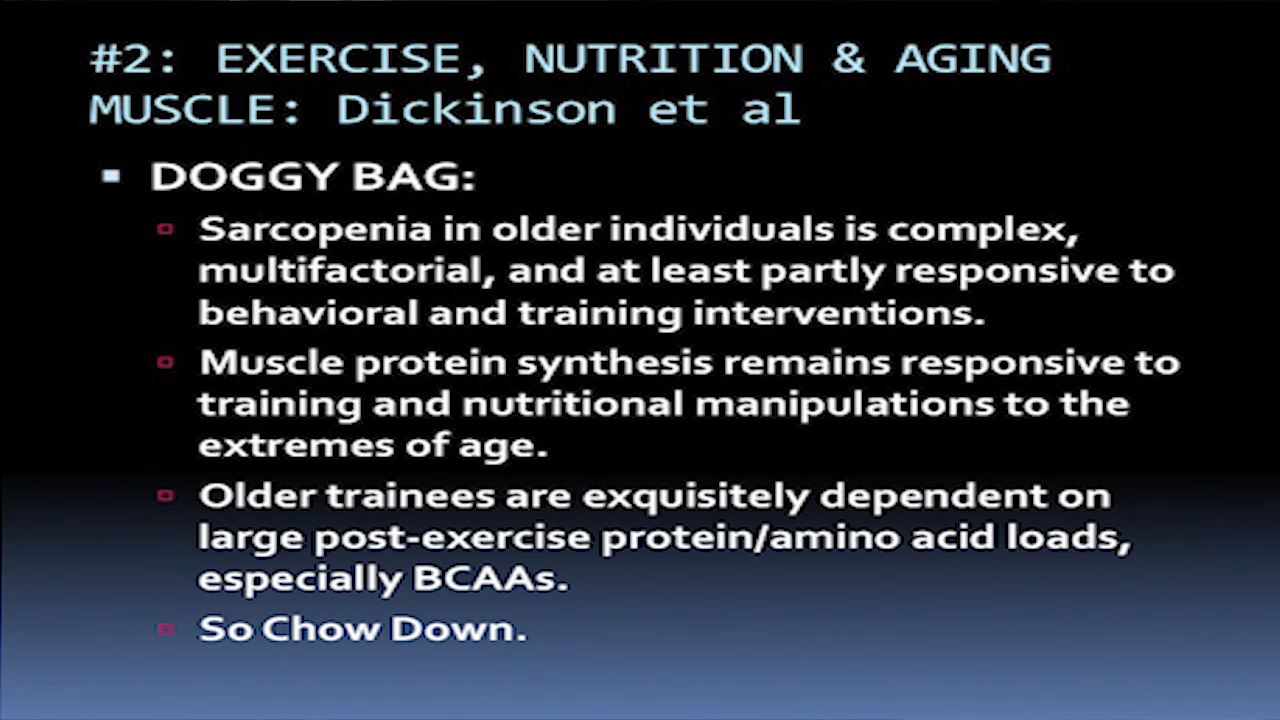 #2: EXERCISE, NUTRITION & AGING
MUSCLE: Dickinson et al
DOGGY BAG:
Sarcopenia in older individuals is complex,
multifactorial, and at least partly responsive to
behavioral and training interventions.
Muscle protein synthesis remains responsive to
training and nutritional manipulations to the
extremes of age.
Older trainees are exquisitely dependent on
large post-exercise protein/amino acid loads,
especially BCAAs.
So Chow Down.